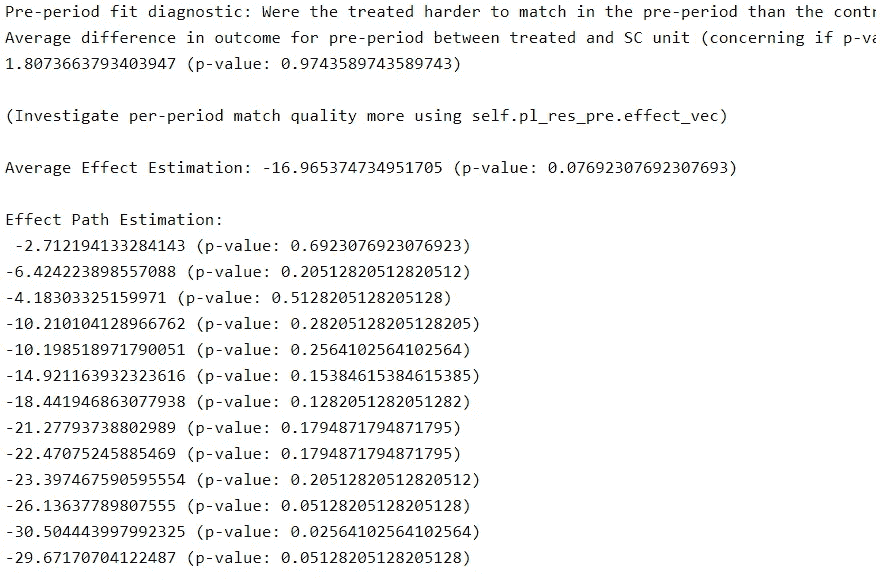 Pre-period fit diagnostic: Were the treated harder to match in the pre-period than the contr
Average difference in outcome for pre-period between treated and SC unit (concerning if p-va
1.8073663793403947 (p-value: 0.9743589743589743)
(Investigate per-period match quality more using self.pl_res_pre.effect_vec)
Average Effect Estimation: -16.965374734951705 (p-value: 0.07692307692307693)
Effect Path Estimation:
-2.712194133284143 (p-value: 0.6923076923076923)
-6.424223898557088 (p-value: 0.20512820512820512)
-4.18303325159971 (p-value: 0.5128205128205128)
-10.210104128966762 (p-value: 0.28205128205128205)
-10.198518971790051 (p-value: 0.2564102564102564)
-14.921163932323616 (p-value: 0.15384615384615385)
-18.441946863077938 (p-value: 0.1282051282051282)
-21.27793738802989 (p-value: 0.1794871794871795)
-22.47075245885469 (p-value: 0.1794871794871795)
-23.397467590595554 (p-value: 0.20512820512820512)
-26.13637789807555 (p-value: 0.05128205128205128)
-30.504443997992325 (p-value: 0.02564102564102564)
-29.67170704122487 (p-value: 0.05128205128205128)